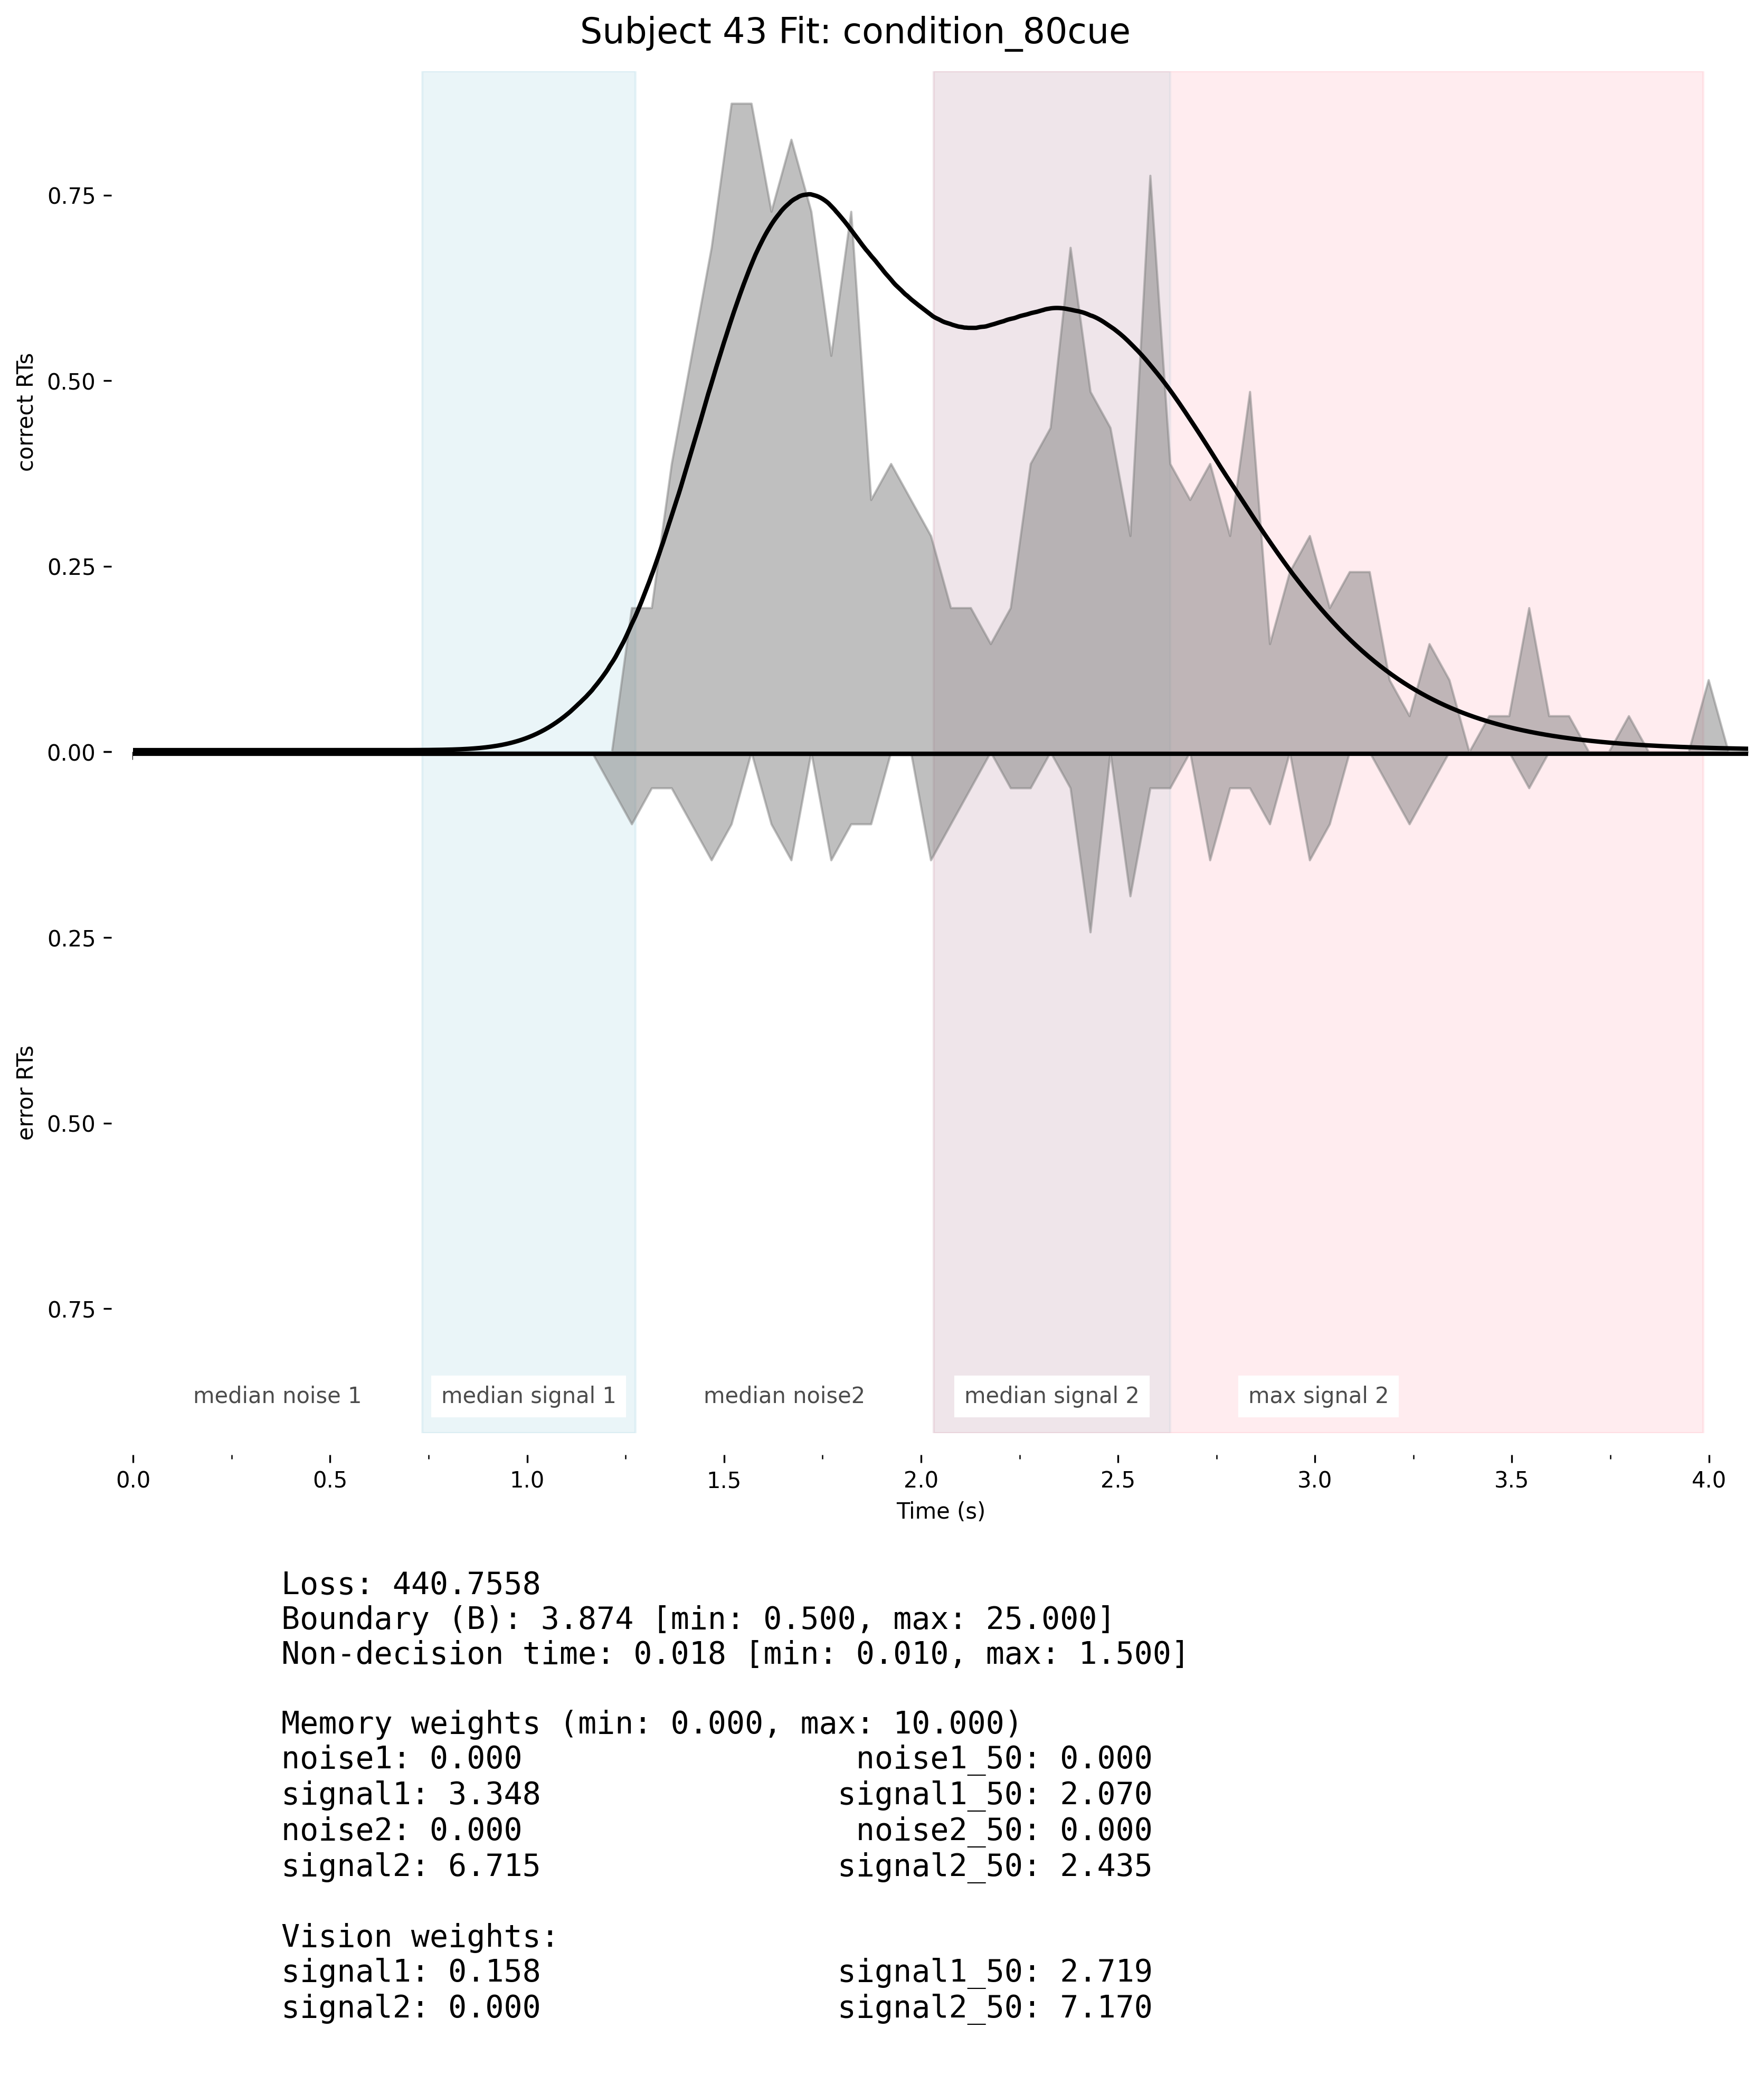 Subject 43 Fit: condition_80cue
0.75
0.50
0.25
0.00
0.25
0.50
0.75
correct RTs
error RTs
median noise 1
median signal 1
median noise2
median signal 2
max signal 2
0.0 0.5 1.0 1.5 2.0 2.5 3.0 3.5 4.0
Time (s)
Loss: 440.7558
Boundary (B): 3.874 [min: 0.500, max: 25.000]
Non-decision time: 0.018 [min: 0.010, max: 1.500]
Memory weights (min: 0.000, max: 10.000)
noise1: 0.000 noise1_50: 0.000
signal1: 3.348 signal1_50: 2.070
noise2: 0.000 noise2_50: 0.000
signal2: 6.715 signal2_50: 2.435
Vision weights:
signal1: 0.158 signal1_50: 2.719
signal2: 0.000 signal2_50: 7.170